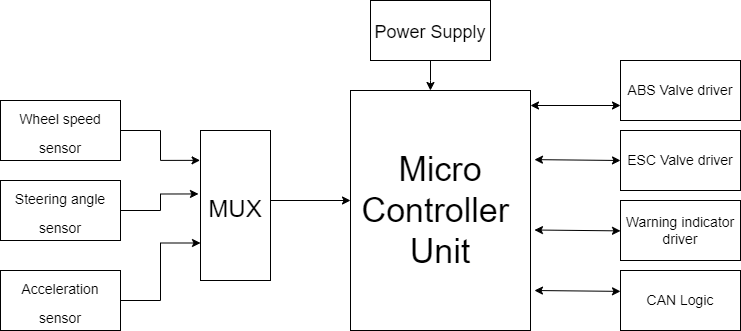 Power Supply
Wheel speed
sensor
Steering angle
sensor
Acceleration
sensor
MUX
Micro
Controller
Unit
ABS Valve driver
ESC Valve driver
Warning indicator
driver
CAN Logic